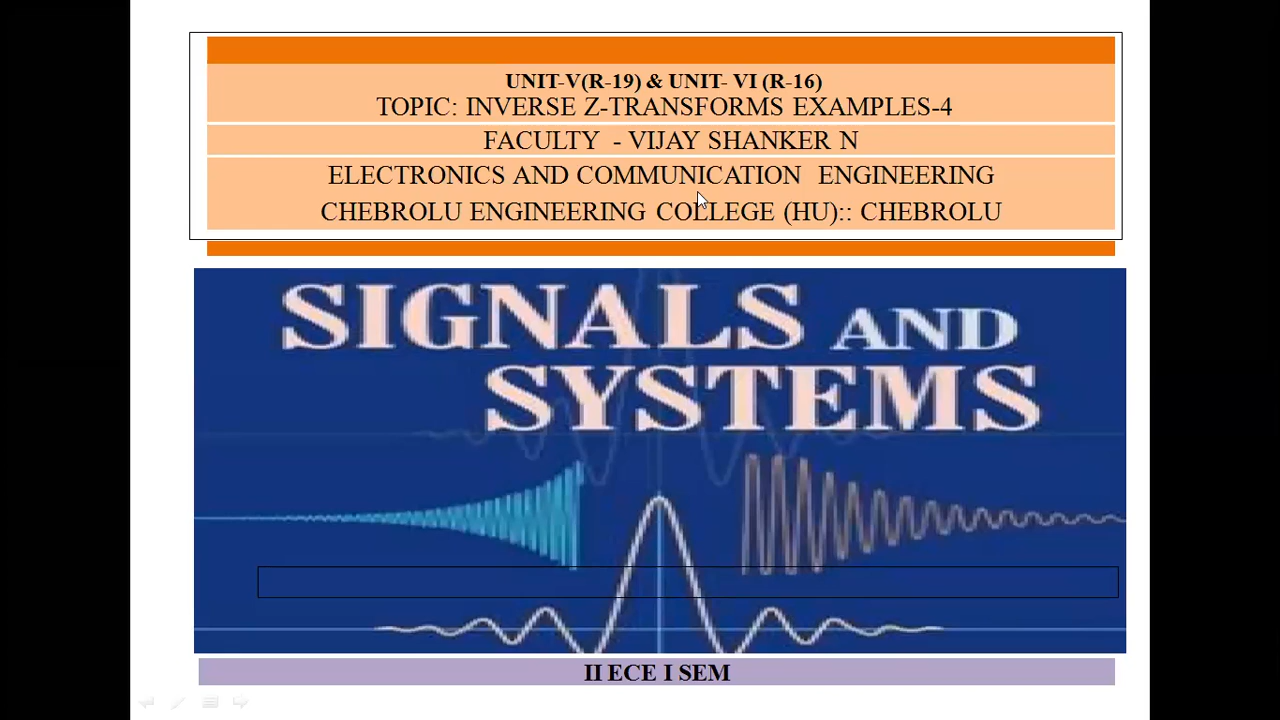 UNIT-V(R-19) & UNIT- VI (R-16)
TOPIC: INVERSE Z-TRANSFORMS EXAMPLES-4
FACULTY - VIJAY SHANKER N
ELECTRONICS AND COMMUNICATION ENGINEERING
CHEBROLU ENGINEERING COLLEGE (HU):: CHEBROLU
SIGNALS AND
SYSTEMS
II ECE I SEM